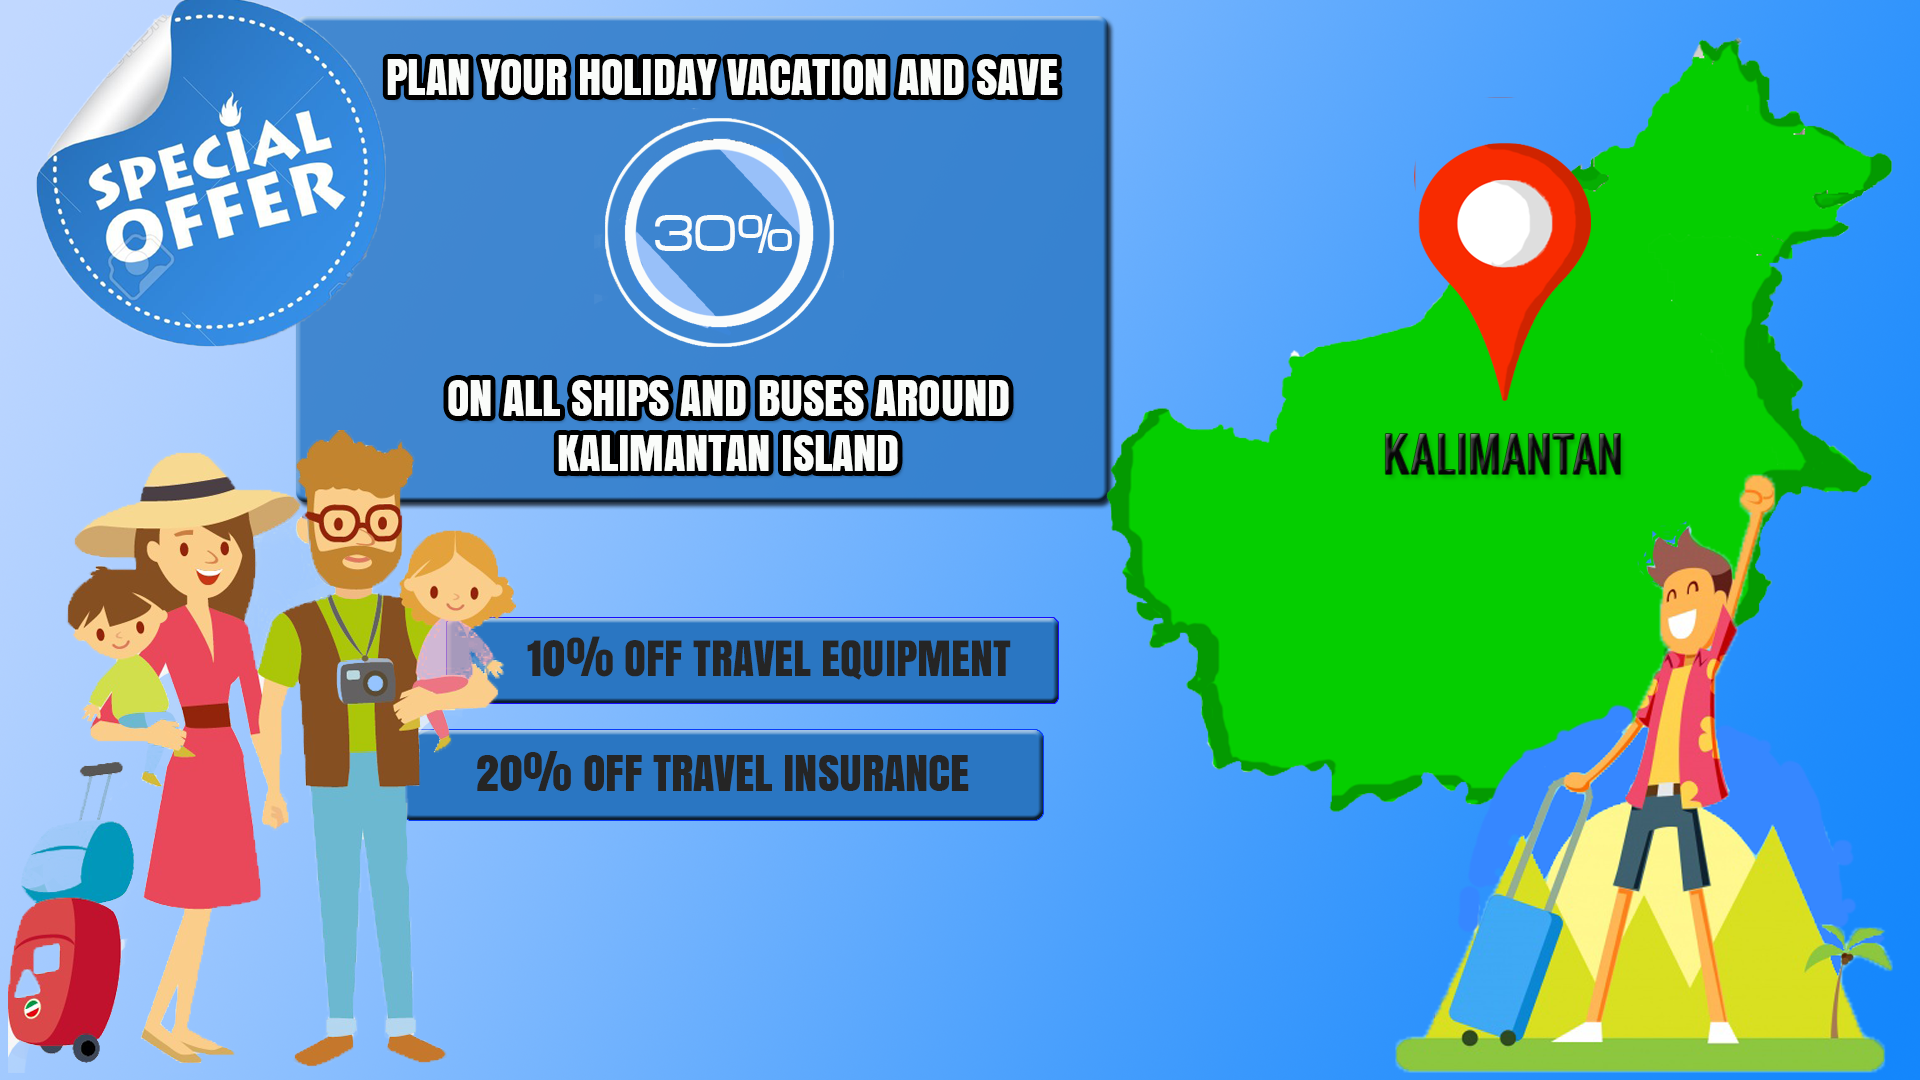 SPECIAL
OFFER
PLAN YOUR HOLIDAY VACATION AND SAVE
30%
ON ALL SHIPS AND BUSES AROUND
KALIMANTAN ISLAND
KALIMANTAN
10% OFF TRAVEL EQUIPMENT
20% OFF TRAVEL INSURANCE